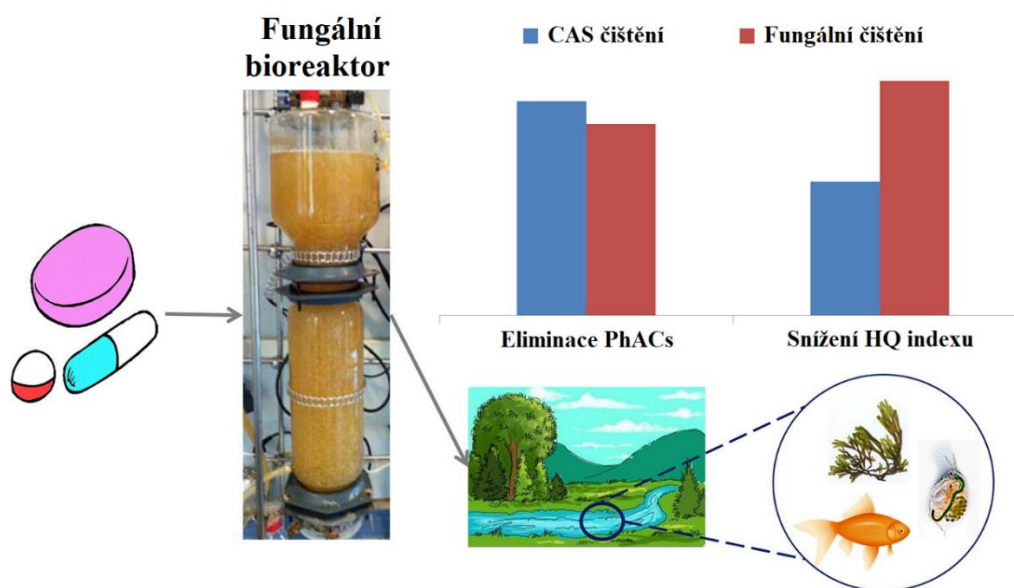 Fungální
bioreaktor
CAS čištění
Fungální čištění
Eliminace PhACs
Snížení HQ indexu